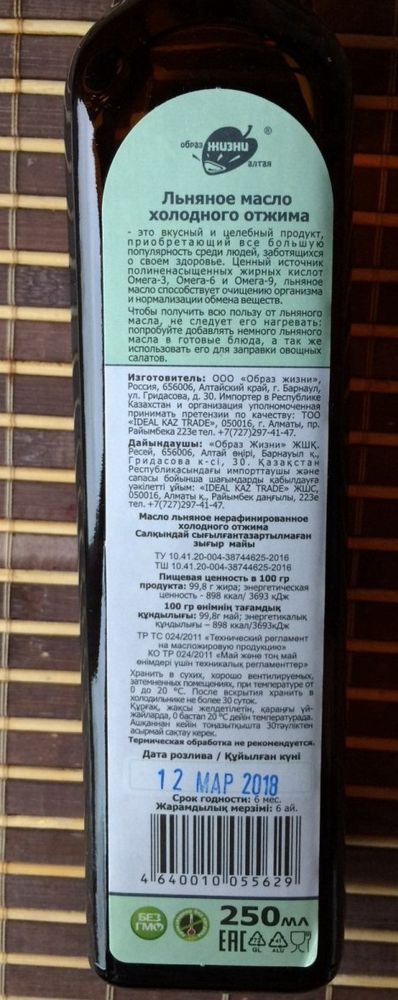 образ ЖИЗНИ алтая ®
Льняное масло
холодного отжима
- это вкусный и целебный продукт,
приобретающий все большую
популярность среди людей, заботящихся
о своем здоровье. Ценный источник
полиненасыщенных жирных кислот
Омега-3, Омега-6 и Омега-9, льняное
масло способствует очищению организма
и нормализации обмена веществ.
Чтобы получить всю пользу от льняного
масла, не следует его нагревать:
попробуйте добавлять немного льняного
масла в готовые блюда, а так же
использовать его для заправки овощных
салатов.
Изготовитель: ООО «Образ жизни»,
Россия, 656006, Алтайский край, г. Барнаул,
ул. Гридасова, д. 30. Импортер в Республике
Казахстан и организация уполномоченная
принимать претензии по качеству: ТОО
«IDEAL KAZ TRADE», 050016, г. Алматы, пр.
Райымбека 223е тел. +7(727)297-41-47.
Дайындаушы: «Образ Жизни» ЖШҚ.
Ресей, 656006, Алтай өңірі, Барнаул қ.,
Гридасова к-сі, 30. Қазақстан
Республикасындағы импорттаушы және
сапасы бойынша шағымдарды қабылдауға
уәкілетті ұйым: «IDEAL KAZ TRADE» ЖШС,
050016, Алматы қ., Райымбек даңғылы, 223е
тел. +7(727)297-41-47.
Масло льняное нерафинированное
холодного отжима
Салқындай сығылғантазартылмаған
зығыр майы
ТУ 10.41.20-004-38744625-2016
ТШ 10.41.20-004-38744625-2016
Пищевая ценность в 100 гр
продукта: 99,8 г жира; энергетическая
ценность - 898 ккал/ 3693 кДж
100 гр өнімнің тағамдық
құндылығы: 99,8г май; энергетикалық
құндылығы – 898 ккал/3693кДж
ТР ТС 024/2011 «Технический регламент
на масложировую продукцию»
КО ТР 024/2011 «Май және тоң май
өнімдері үшін техникалық регламенттер»
Хранить в сухих, хорошо вентилируемых,
затемненных помещениях, при температуре от
0 до 20 ºС. После вскрытия хранить в
холодильнике не более 30 суток.
Құрғақ, жақсы желдетілетін, қараңғы үй-
жайларда, 0 бастап 20 ºС дейін температурада.
Ашқаннан кейін тоңазытқышта 30тәуліктен
асырмай сақтау керек.
Термическая обработка не рекомендуется.
Дата розлива / Құйылған күні
12 МАР 2018
Срок годности: 6 мес.
Жарамдылық мерзімі: 6 ай.
4 640010 055629
БЕЗ
ГМО
250мл
EAC
GL
41
ALU